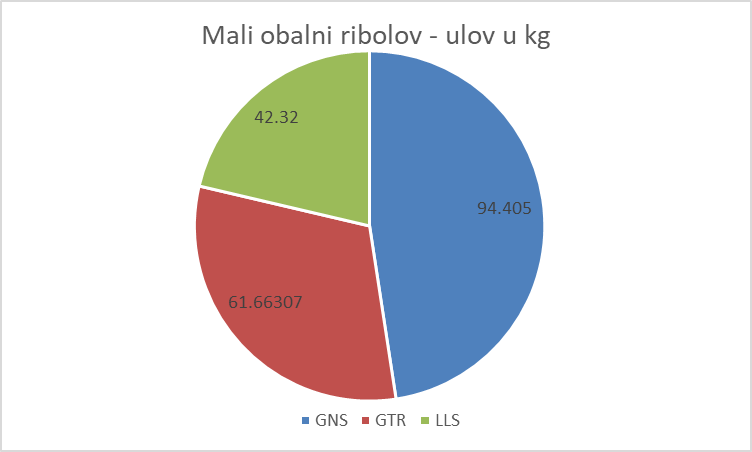 Mali obalni ribolov - ulov u kg
42.32
94.405
61.66307
GNS GTR LLS